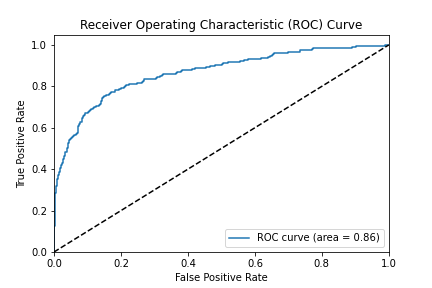 Receiver Operating Characteristic (ROC) Curve
1.0
0.8
0.6
0.4
0.2
0.0
True Positive Rate
ROC curve (area = 0.86)
0.0 0.2 0.4 0.6 0.8 1.0
False Positive Rate